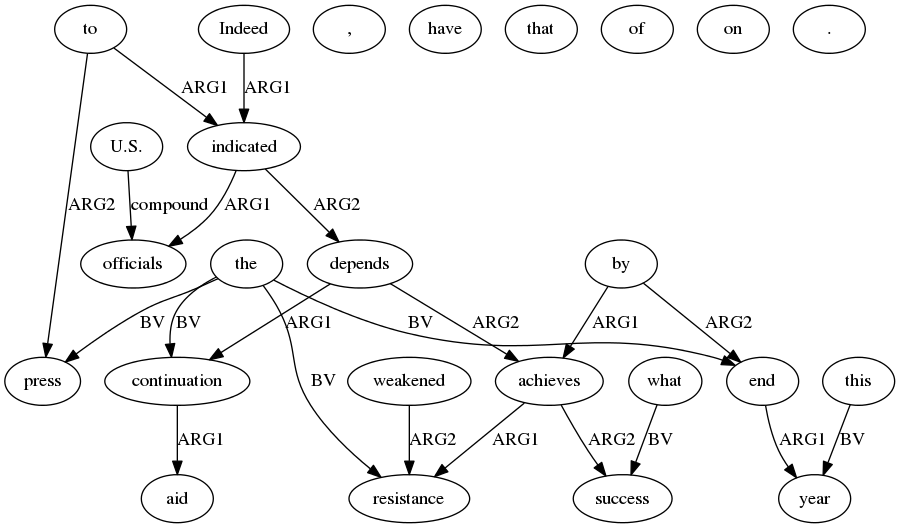 to Indeed , have that of on .
ARG1 ARG1
U.S. indicated
ARG2 compound ARG1 ARG2
officials the depends by
BV BV ARG1 BV ARG2 ARG1 ARG2
press continuation BV weakened achieves what end this
ARG1 ARG2 ARG1 ARG2 BV ARG1 BV
aid resistance success year